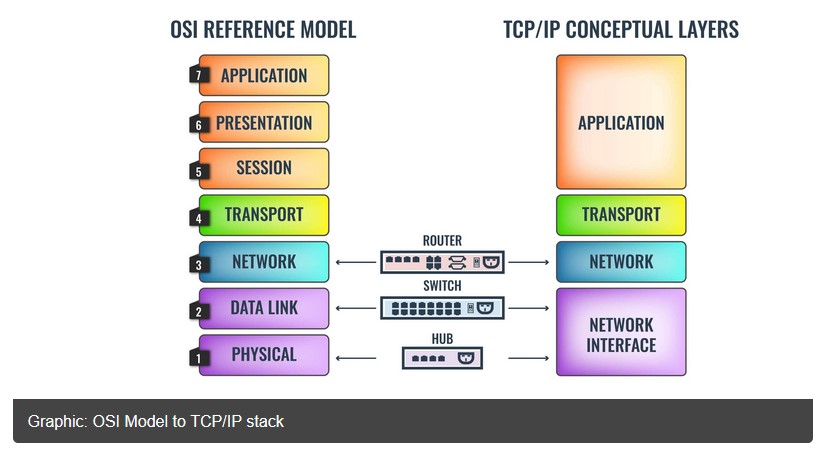 OSI REFERENCE MODEL
TCP/IP CONCEPTUAL LAYERS
7 APPLICATION
6 PRESENTATION
5 SESSION
APPLICATION
4 TRANSPORT
TRANSPORT
ROUTER
3 NETWORK
NETWORK
SWITCH
2 DATA LINK
HUB
1 PHYSICAL
NETWORK
INTERFACE
Graphic: OSI Model to TCP/IP stack